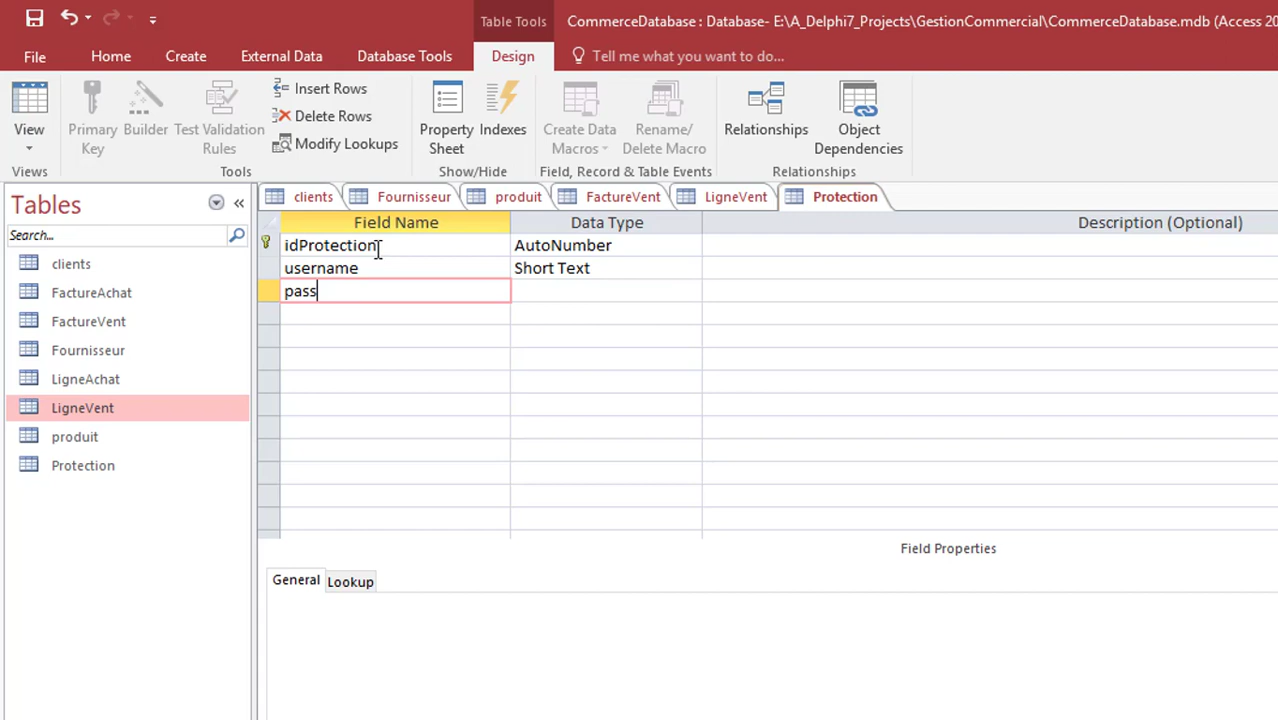 Table Tools
CommerceDatabase : Database- E:\A_Delphi7_Projects\GestionCommercial\CommerceDatabase.mdb (Access 20
File
Home
Create
External Data
Database Tools
Design
Tell me what you want to do...
View
Primary
Key
Builder
Test Validation
Rules
Insert Rows
Delete Rows
Modify Lookups
Property
Sheet
Indexes
Create Data
Macros
Rename/
Delete Macro
Relationships
Object
Dependencies
Views
Tools
Show/Hide
Field, Record & Table Events
Relationships
Tables
Search...
clients
FactureAchat
FactureVent
Fournisseur
LigneAchat
LigneVent
produit
Protection
clients
Fournisseur
produit
FactureVent
LigneVent
Protection
Field Name
Data Type
Description (Optional)
idProtection
AutoNumber
username
Short Text
pass
Field Properties
General
Lookup